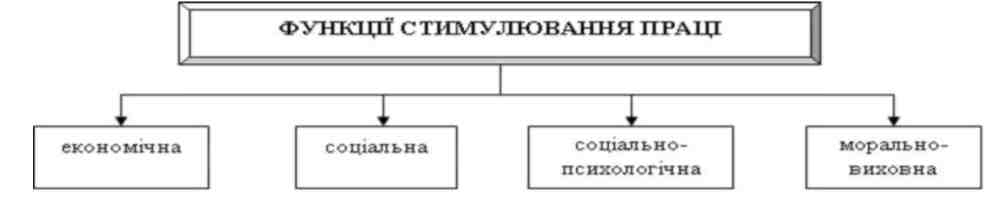 ФУНКЦІЇ СТИМУЛЮВАННЯ ПРАЦІ
економічна
соціальна
соціально-
психологічна
морально-
виховна